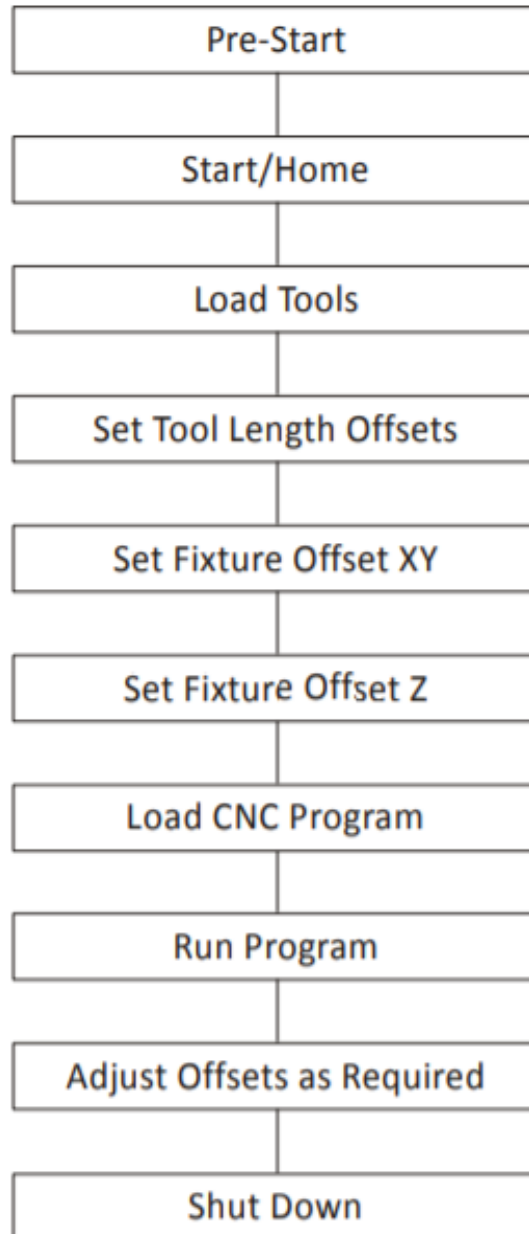 Pre-Start
Start/Home
Load Tools
Set Tool Length Offsets
Set Fixture Offset XY
Set Fixture Offset Z
Load CNC Program
Run Program
Adjust Offsets as Required
Shut Down